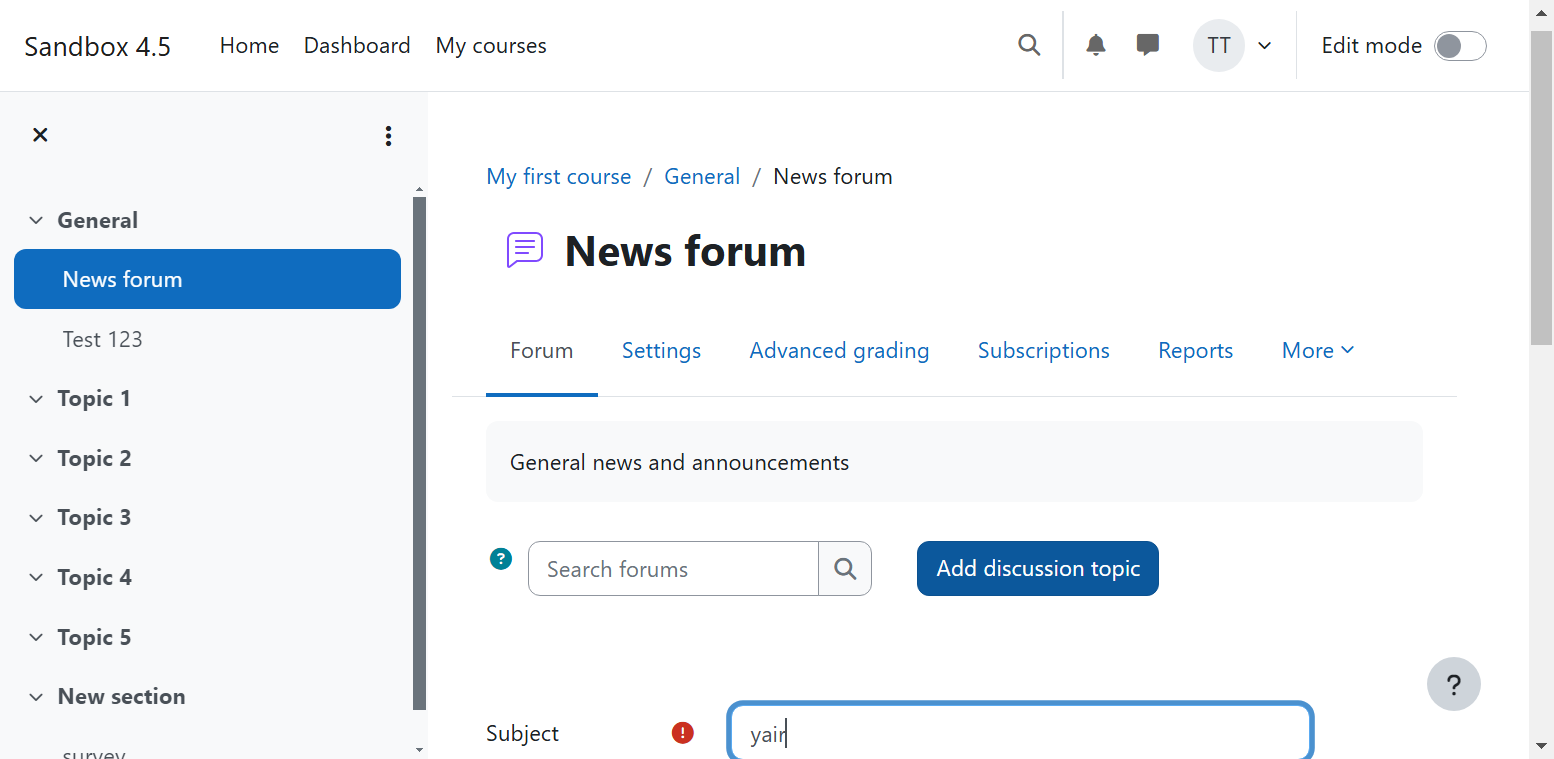 Sandbox 4.5 Home Dashboard My courses TT Edit mode
General
News forum
Test 123
Topic 1
Topic 2
Topic 3
Topic 4
Topic 5
New section
survey
My first course / General / News forum
News forum
Forum Settings Advanced grading Subscriptions Reports More
General news and announcements
? Search forums Add discussion topic
?
Subject ! yair